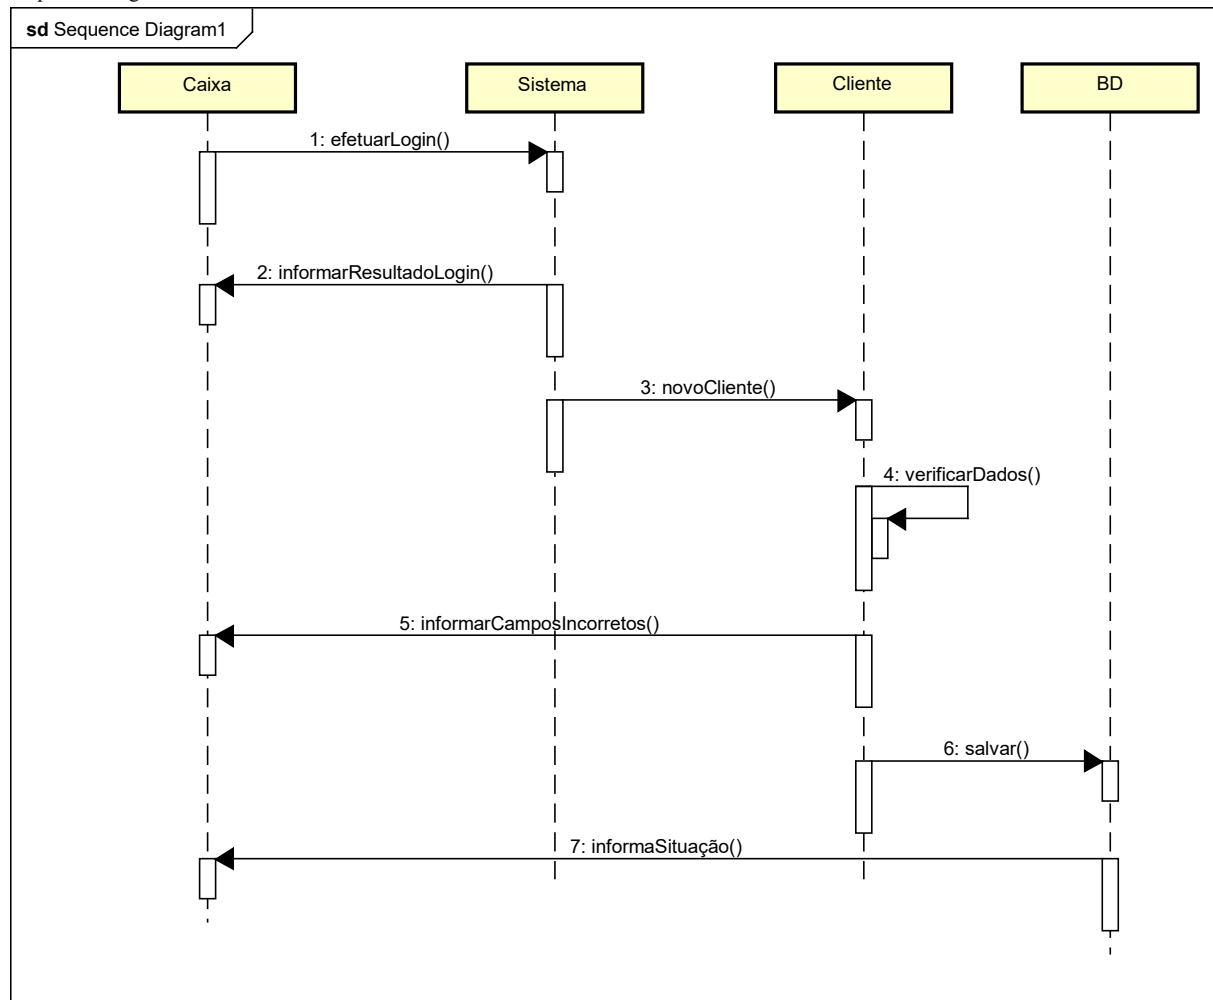 sd Sequence Diagram1
Caixa
Sistema
Cliente
BD
1: efetuarLogin()
2: informarResultadoLogin()
3: novoCliente()
4: verificarDados()
5: informarCamposIncorretos()
6: salvar()
7: informaSituação()